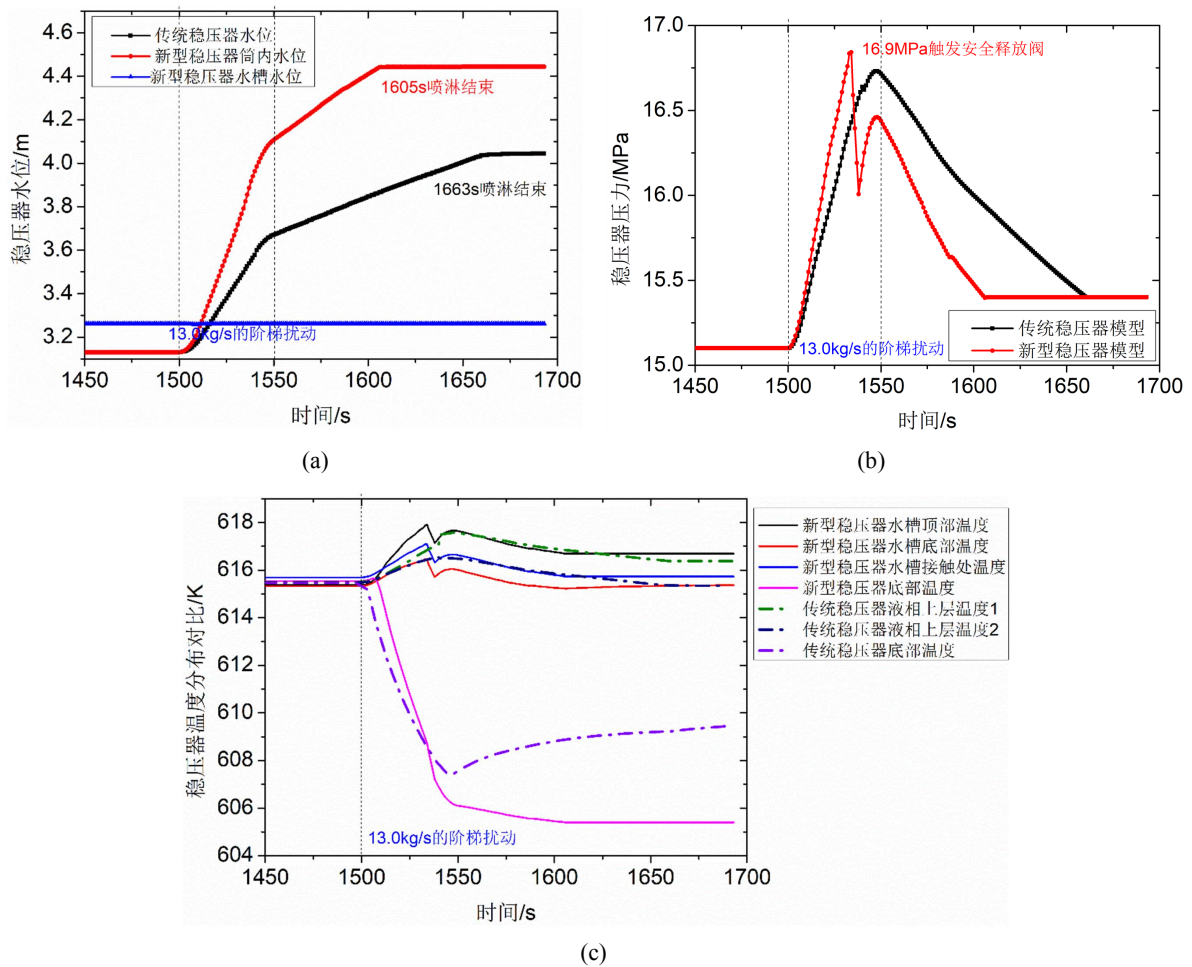 4.6
4.4
4.2
4.0
3.8
3.6
3.4
3.2
稳压器水位/m
传统稳压器水位
新型稳压器筒内水位
新型稳压器水槽水位
1605s喷淋结束
1663s喷淋结束
13.0kg/s的阶梯扰动
1450 1500 1550 1600 1650 1700
时间/s
(a)
17.0
16.5
16.0
15.5
15.0
稳压器压力/MPa
16.9MPa触发安全释放阀
13.0kg/s的阶梯扰动
传统稳压器模型
新型稳压器模型
1450 1500 1550 1600 1650 1700
时间/s
(b)
618
616
614
612
610
608
606
604
稳压器温度分布对比/K
13.0kg/s的阶梯扰动
1450 1500 1550 1600 1650 1700
时间/s
新型稳压器水槽顶部温度
新型稳压器水槽底部温度
新型稳压器水槽接触处温度
新型稳压器底部温度
传统稳压器液相上层温度1
传统稳压器液相上层温度2
传统稳压器底部温度
(c)